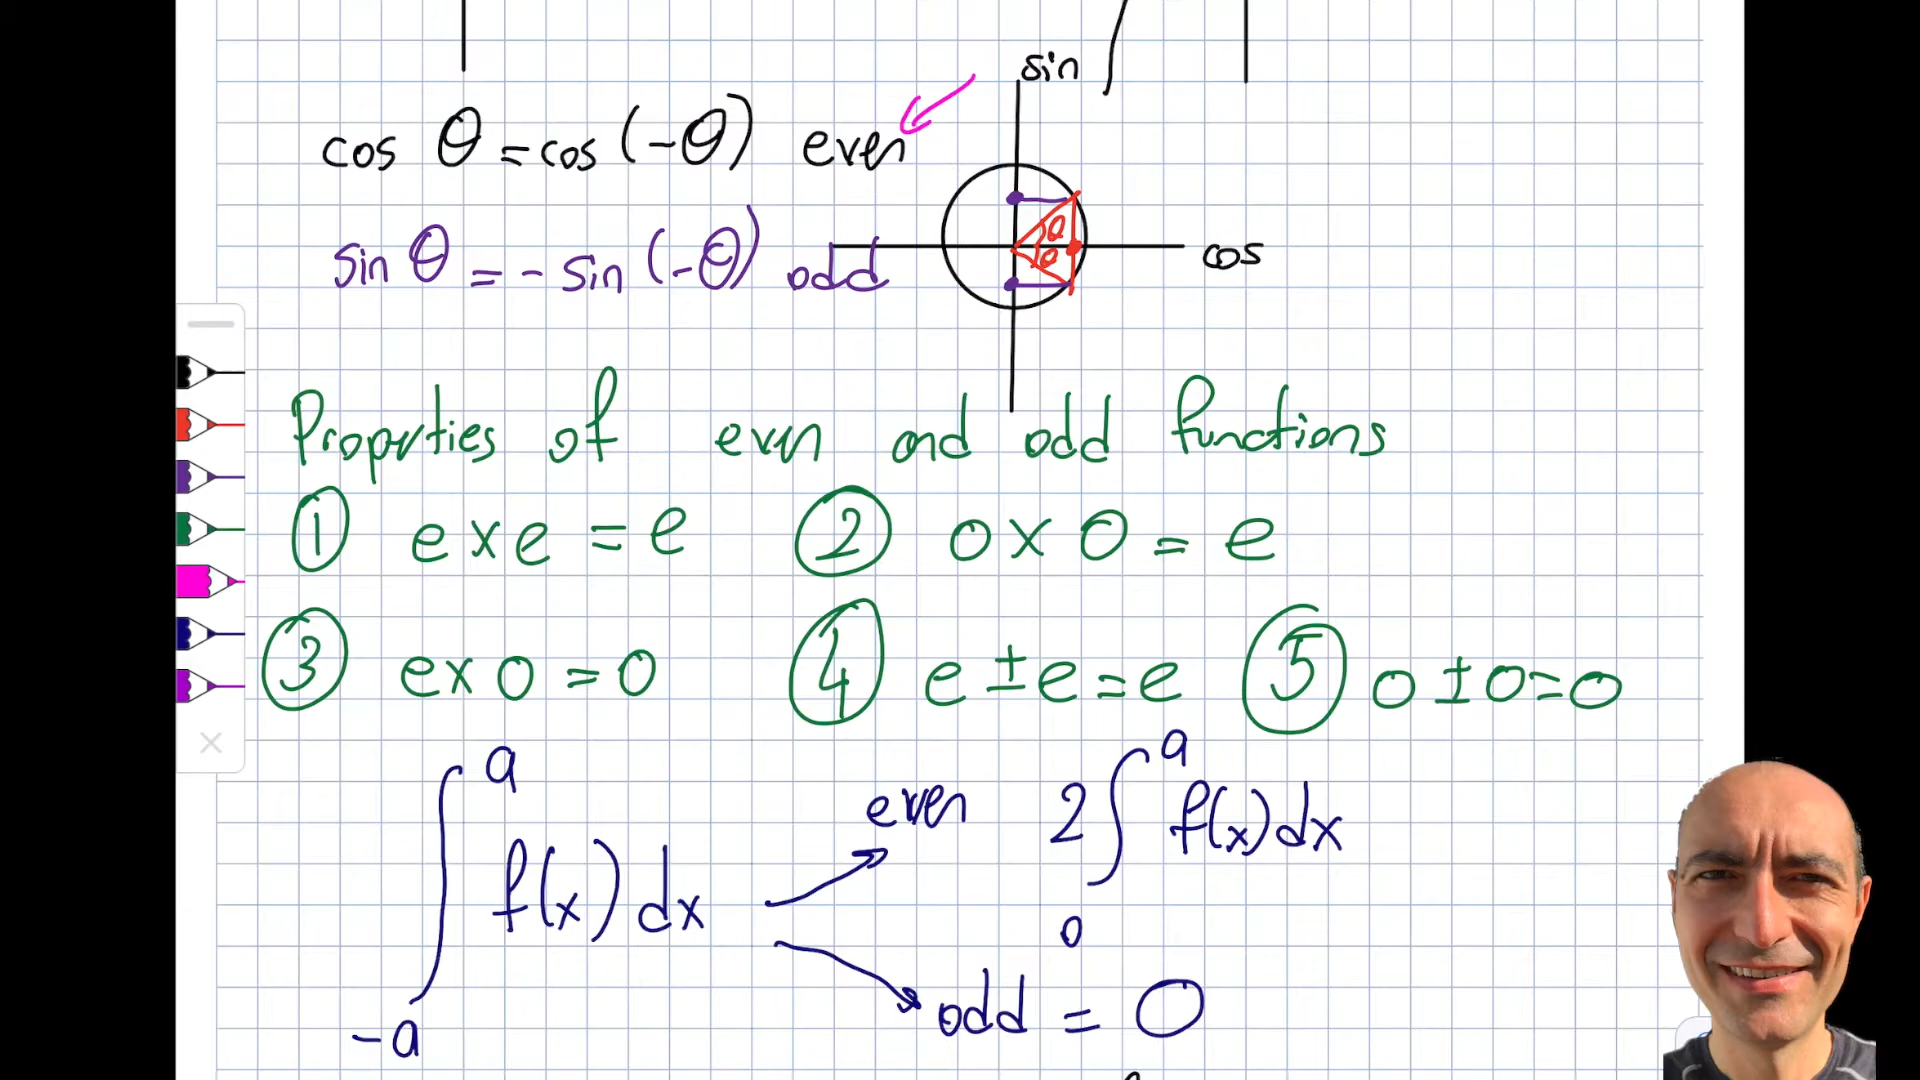 sin
cos θ = cos (-θ) even
cos
sin θ = - sin (-θ) odd
θ
θ
Properties of even and odd functions
① e x e = e ② o x o = e
③ e x o = o ④ e ± e = e ⑤ o ± o = o
∫ a -a f(x) dx even 2 ∫ a 0 f(x) dx
odd = 0